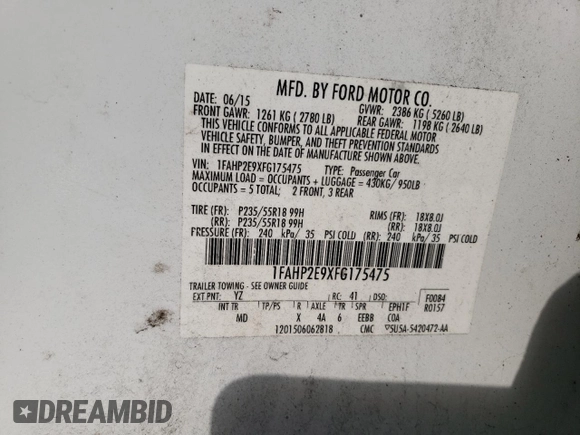 MFD. BY FORD MOTOR CO.
DATE: 06/15 GVWR: 2386 KG ( 5260 LB)
FRONT GAWR: 1261 KG ( 2780 LB) REAR GAWR: 1198 KG ( 2640 LB)
THIS VEHICLE CONFORMS TO ALL APPLICABLE FEDERAL MOTOR
VEHICLE SAFETY, BUMPER, AND THEFT PREVENTION STANDARDS
IN EFFECT ON THE DATE OF MANUFACTURE SHOWN ABOVE.
VIN: 1FAHP2E9XFG175475 TYPE: Passenger Car
MAXIMUM LOAD = OCCUPANTS + LUGGAGE = 430KG/ 950LB
OCCUPANTS = 5 TOTAL; 2 FRONT, 3 REAR
TIRE (FR): P235/55R18 99H RIMS (FR): 18X8.0J
(RR): P235/55R18 99H (RR): 18X8.0J
PRESSURE (FR): 240 kPa/ 35 PSI COLD (RR): 240 kPa/ 35 PSI COLD
1FAHP2E9XFG175475
TRAILER TOWING - SEE OWNER GUIDE
EXT PNT: YZ RC: 41 DSO: F0084
INT TR TP/PS R AXLE TR SPR EPH1F R0157
MD X 4A 6 EEBB COA
1201506062818 CMC ▽5U5A-5420472-AA
DREAMBID